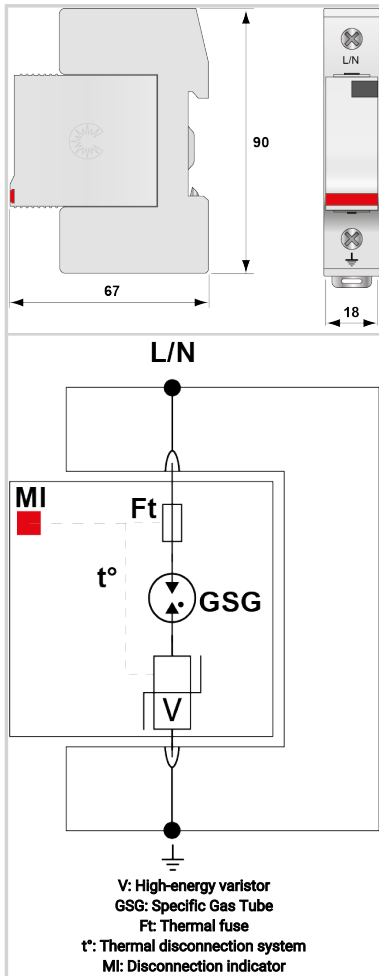 L/N
90
67
18
L/N
MI
Ft
t°
GSG
V
V: High-energy varistor
GSG: Specific Gas Tube
Ft: Thermal fuse
t°: Thermal disconnection system
MI: Disconnection indicator